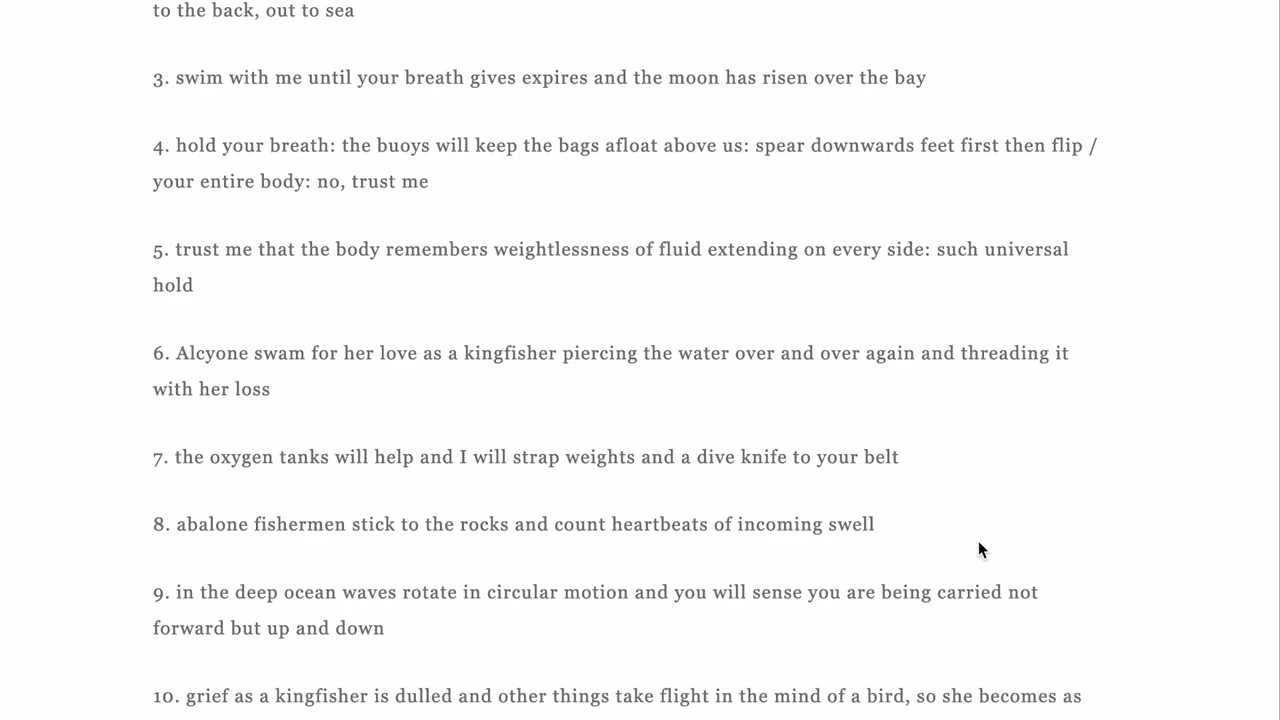 to the back, out to sea
3. swim with me until your breath gives expires and the moon has risen over the bay
4. hold your breath: the buoys will keep the bags afloat above us: spear downwards feet first then flip /
your entire body: no, trust me
5. trust me that the body remembers weightlessness of fluid extending on every side: such universal
hold
6. Alcyone swam for her love as a kingfisher piercing the water over and over again and threading it
with her loss
7. the oxygen tanks will help and I will strap weights and a dive knife to your belt
8. abalone fishermen stick to the rocks and count heartbeats of incoming swell
9. in the deep ocean waves rotate in circular motion and you will sense you are being carried not
forward but up and down
10. grief as a kingfisher is dulled and other things take flight in the mind of a bird, so she becomes as